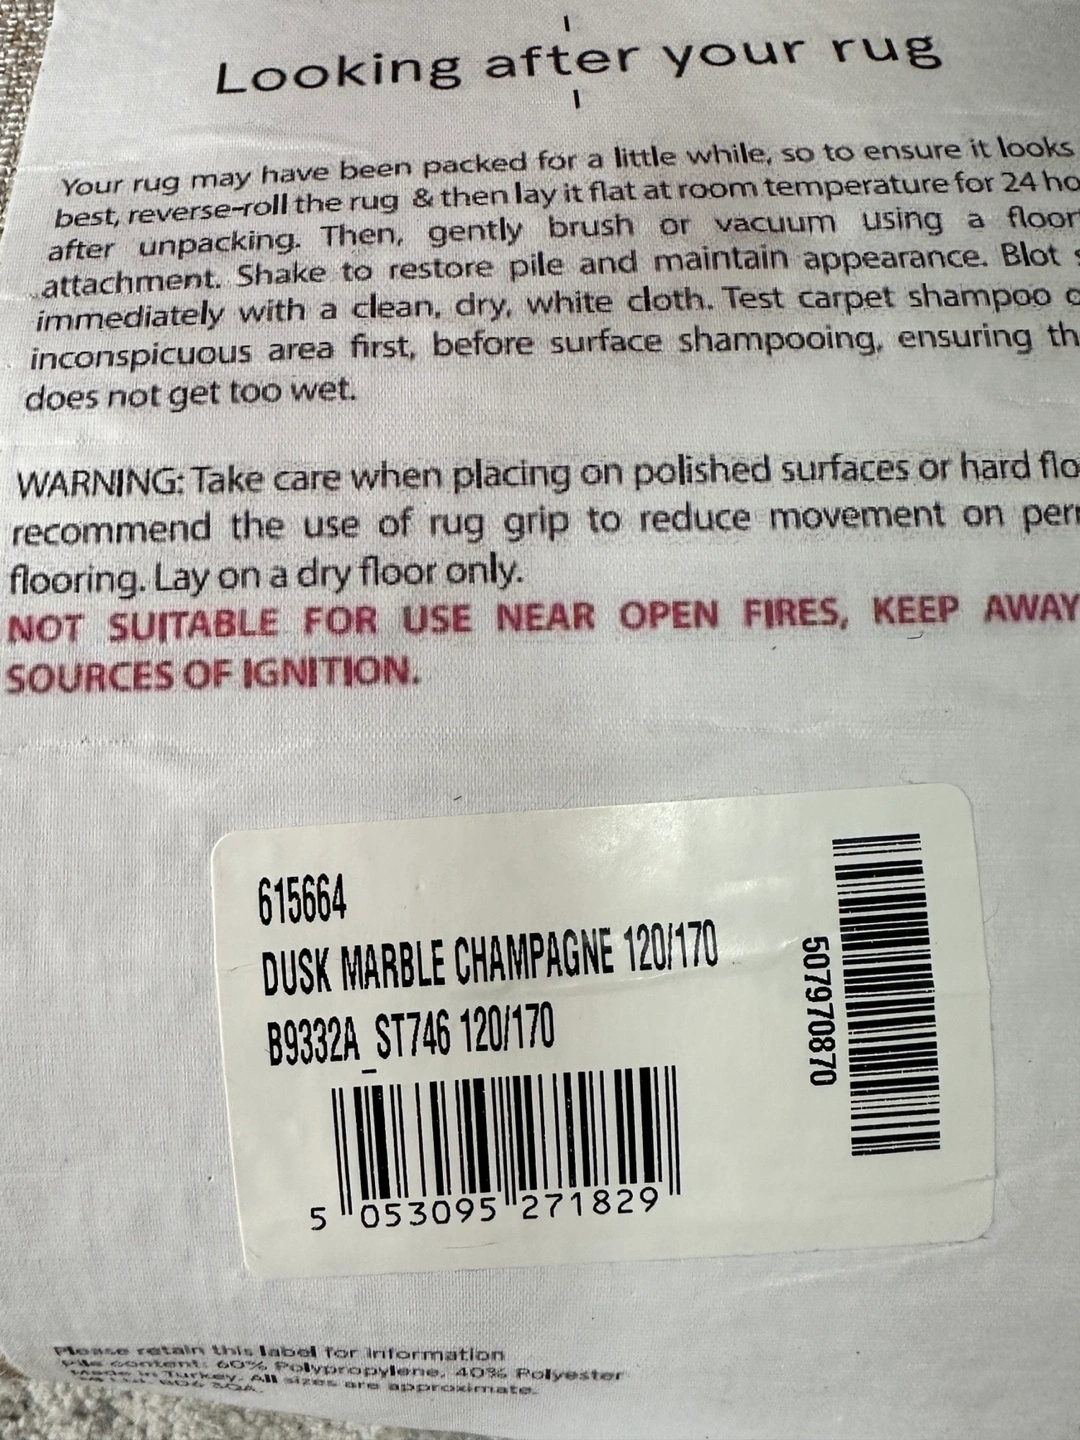 Looking after your rug
Your rug may have been packed for a little while, so to ensure it looks
best, reverse-roll the rug & then lay it flat at room temperature for 24 ho
after unpacking. Then, gently brush or vacuum using a floor
attachment. Shake to restore pile and maintain appearance. Blot s
immediately with a clean, dry, white cloth. Test carpet shampoo o
inconspicuous area first, before surface shampooing, ensuring th
does not get too wet.
WARNING: Take care when placing on polished surfaces or hard flo
recommend the use of rug grip to reduce movement on per
flooring. Lay on a dry floor only.
NOT SUITABLE FOR USE NEAR OPEN FIRES, KEEP AWAY
SOURCES OF IGNITION.
615664
DUSK MARBLE CHAMPAGNE 120/170
B9332A_ST746 120/170
5 053095 271829
507970870
Please retain this label for information
Pile content: 60% Polypropylene, 40% Polyester
Made in Turkey. All sizes are approximate.